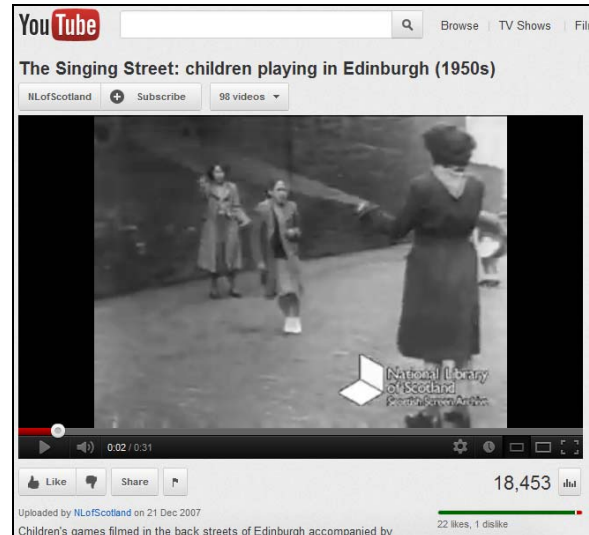 YouTube Browse TV Shows Fil
The Singing Street: children playing in Edinburgh (1950s)
NLofScotland Subscribe 98 videos
National Library
of Scotland
Scottish Screen Archive
0:02 / 0:31
Like Share 18,453
Uploaded by NLofScotland on 21 Dec 2007
22 likes, 1 dislike
Children's games filmed in the back streets of Edinburgh accompanied by